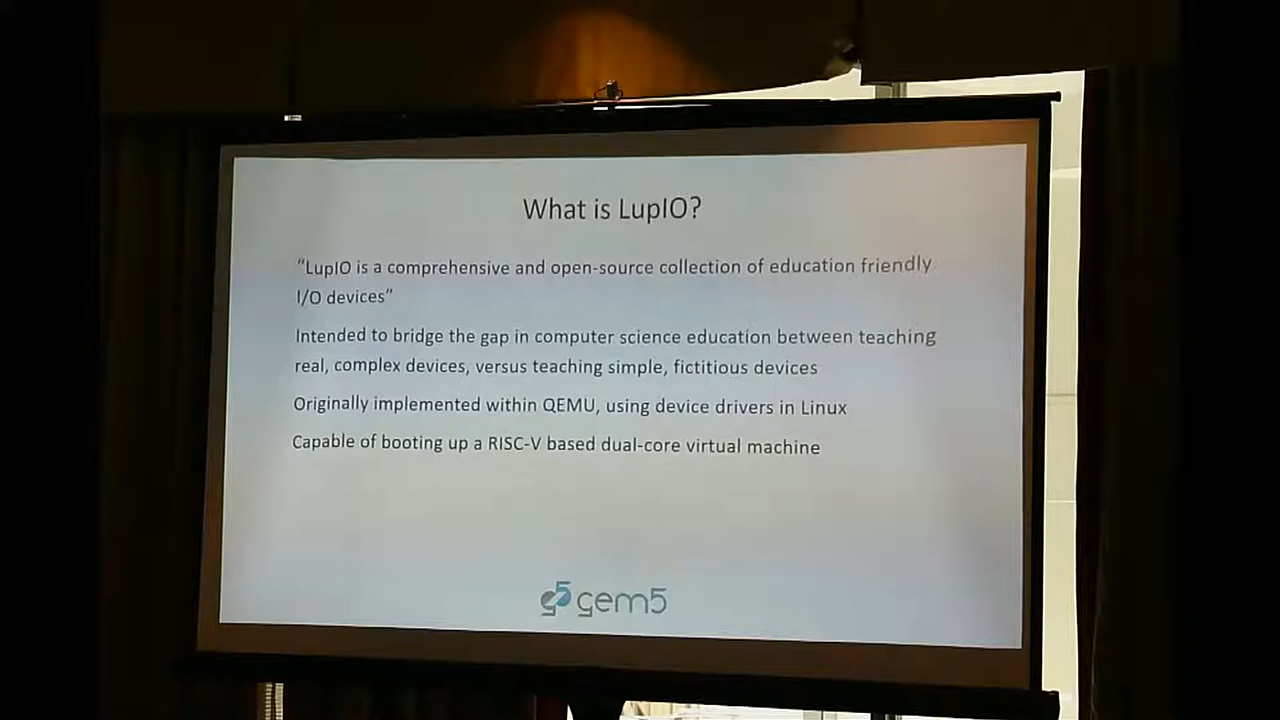 What is LupIO?
“LupIO is a comprehensive and open-source collection of education friendly
I/O devices”
Intended to bridge the gap in computer science education between teaching
real, complex devices, versus teaching simple, fictitious devices
Originally implemented within QEMU, using device drivers in Linux
Capable of booting up a RISC-V based dual-core virtual machine
g5 gem5